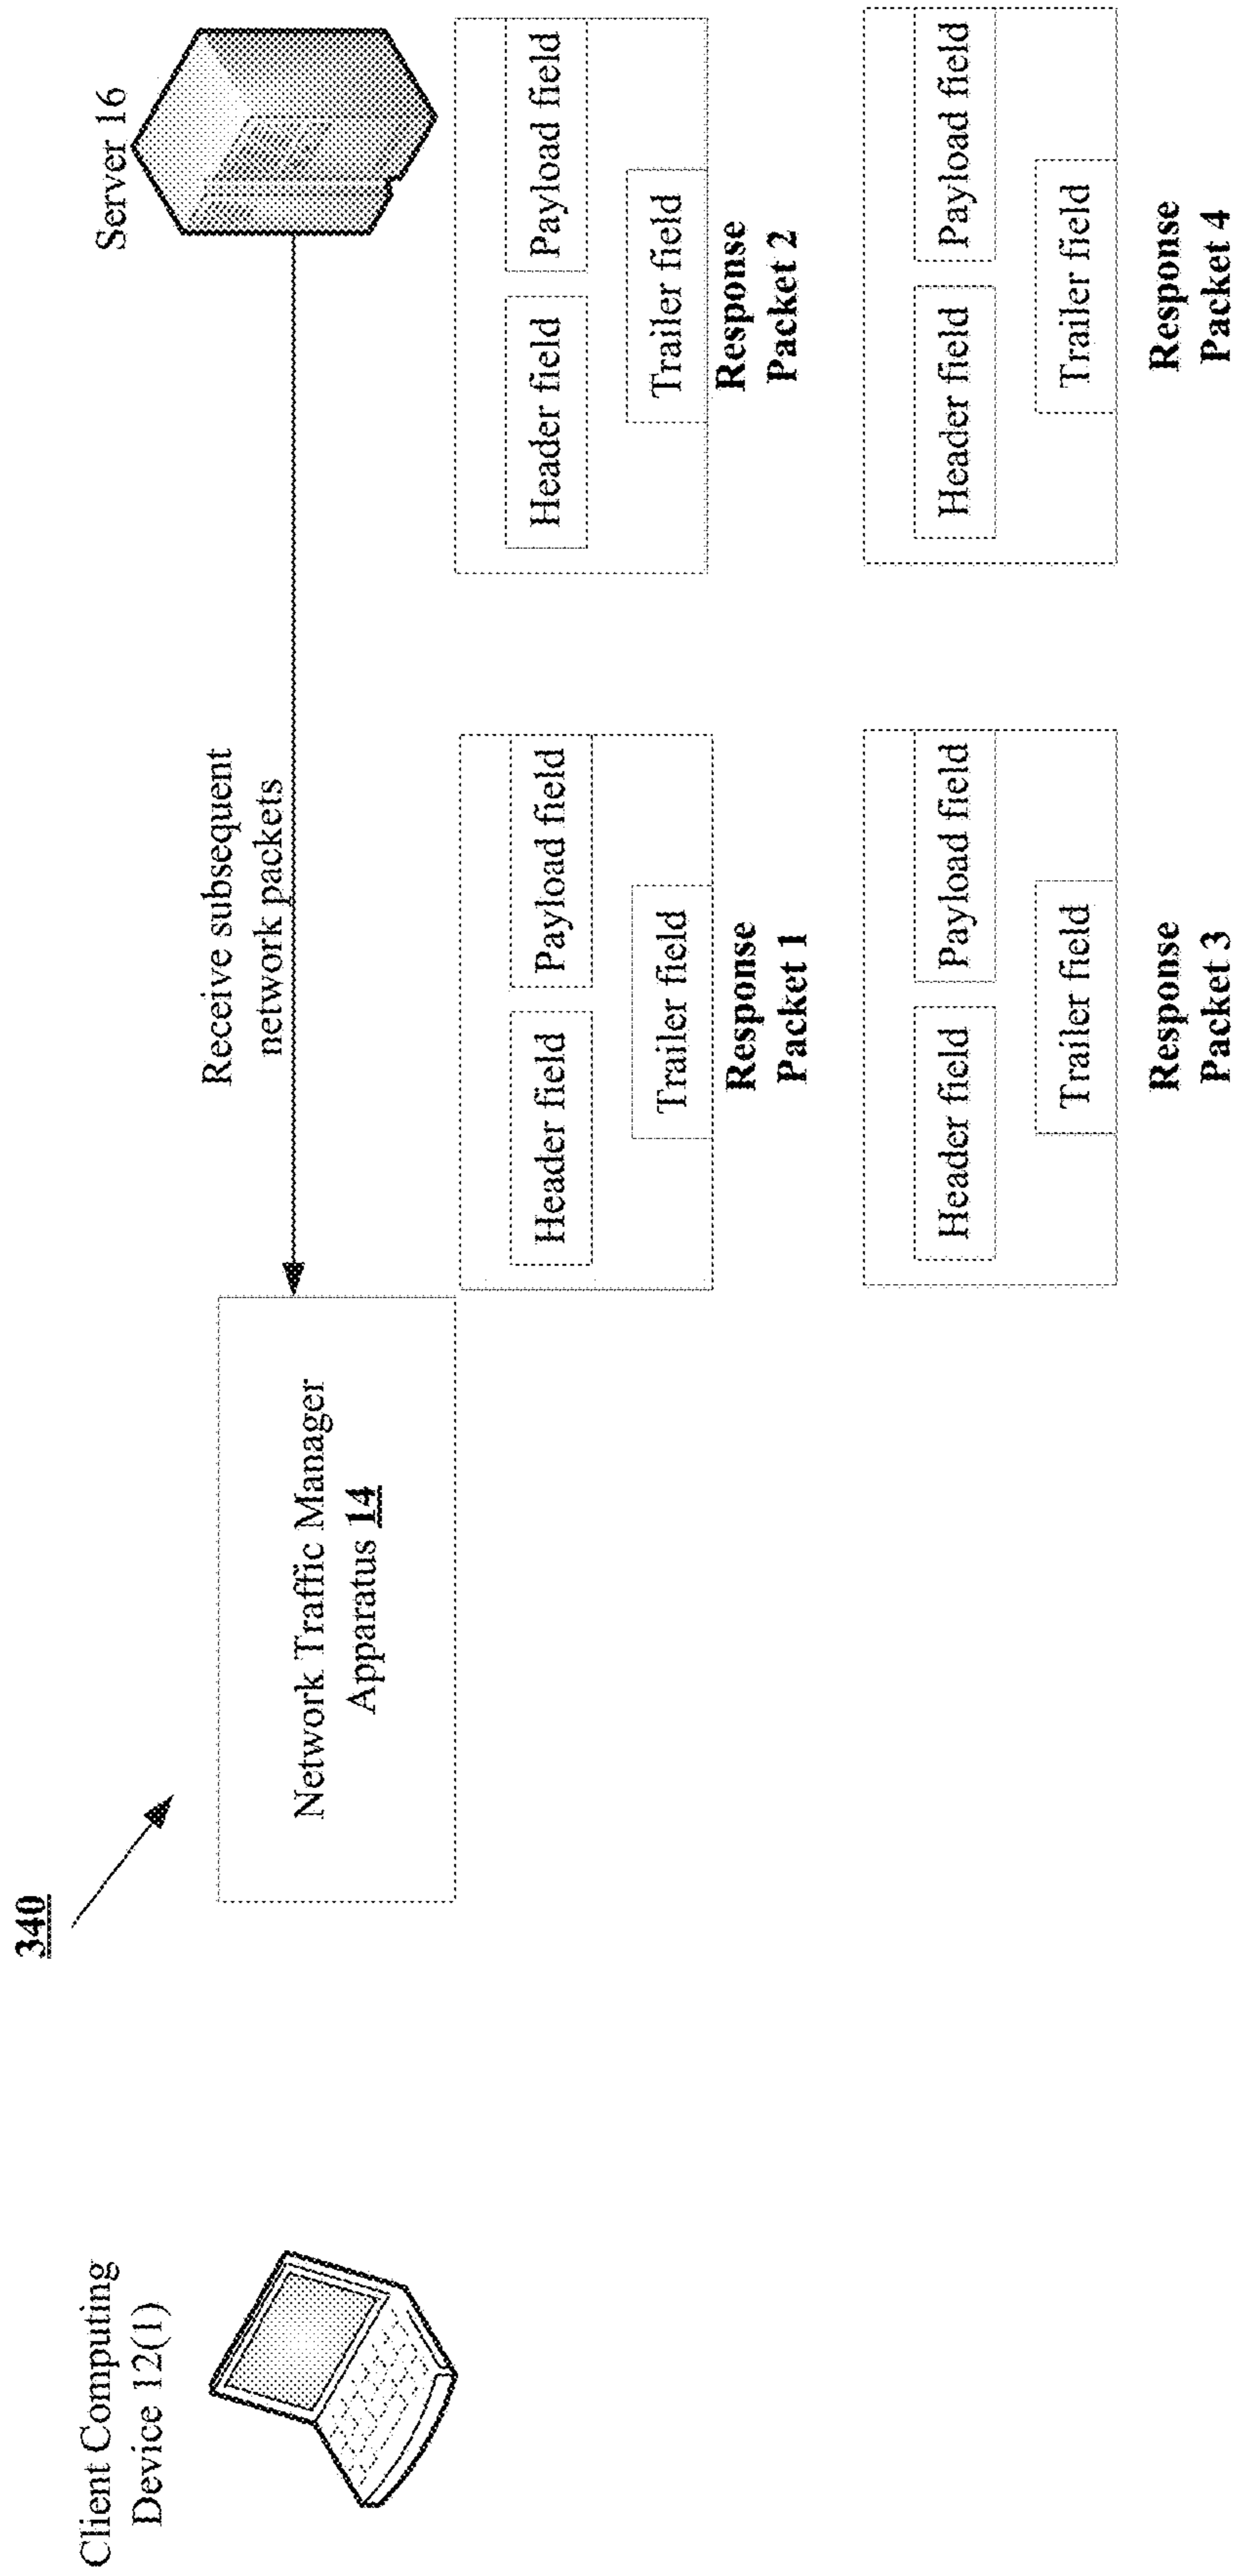 340
Client Computing
Device 12(1)
Network Traffic Manager
Apparatus 14
Receive subsequent
network packets
Server 16
Header field
Payload field
Trailer field
Response
Packet 1
Header field
Payload field
Trailer field
Response
Packet 2
Header field
Payload field
Trailer field
Response
Packet 3
Header field
Payload field
Trailer field
Response
Packet 4